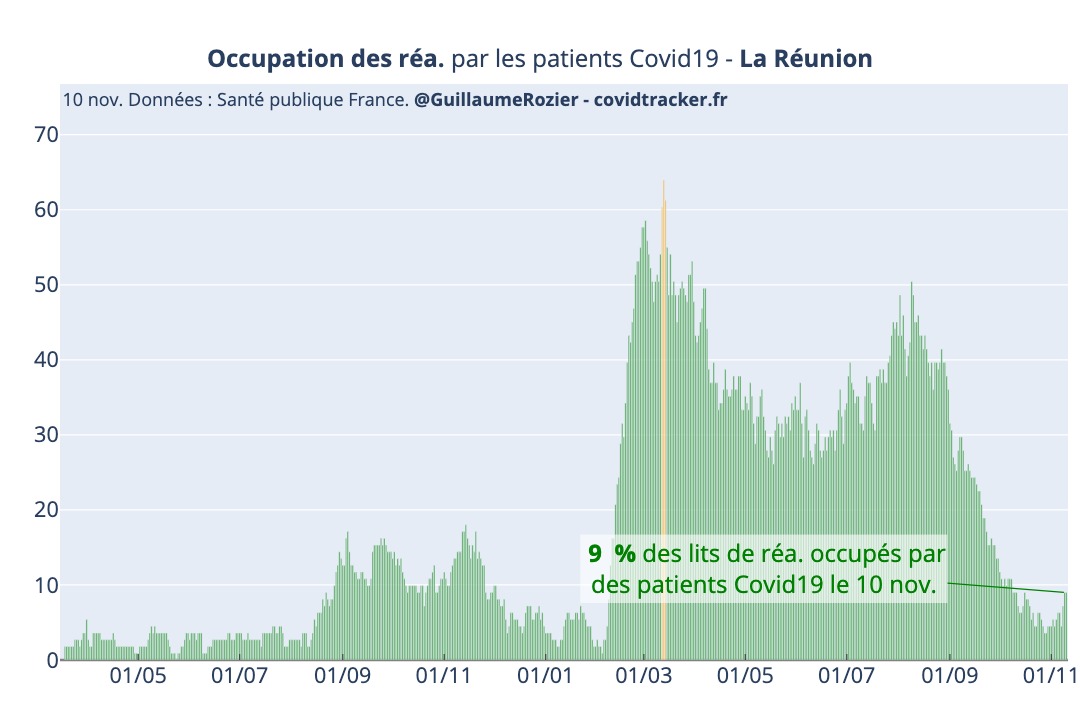 Occupation des réa. par les patients Covid19 - La Réunion
10 nov. Données : Santé publique France. @GuillaumeRozier - covidtracker.fr
70
60
50
40
30
20
10
0
9 % des lits de réa. occupés par
des patients Covid19 le 10 nov.
01/05 01/07 01/09 01/11 01/01 01/03 01/05 01/07 01/09 01/11